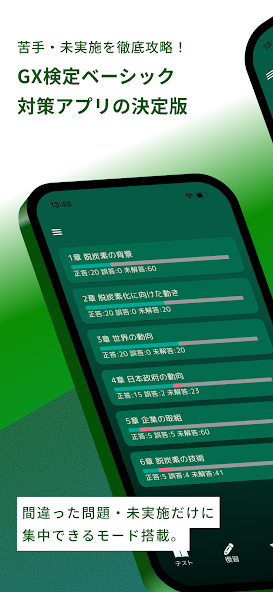 苦手・未実施を徹底攻略！
GX検定ベーシック
対策アプリの決定版
13:48
1章 脱炭素の背景
正答:20 誤答:0 未解答:60
2章 脱炭素化に向けた動き
正答:20 誤答:0 未解答:20
3章 世界の動向
正答:20 誤答:0 未解答:20
4章 日本政府の動向
正答:15 誤答:2 未解答:23
5章 企業の取組
正答:5 誤答:5 未解答:60
6章 脱炭素の技術
正答:5 誤答:4 未解答:41
間違った問題・未実施だけに
集中できるモード搭載。
テスト
復習